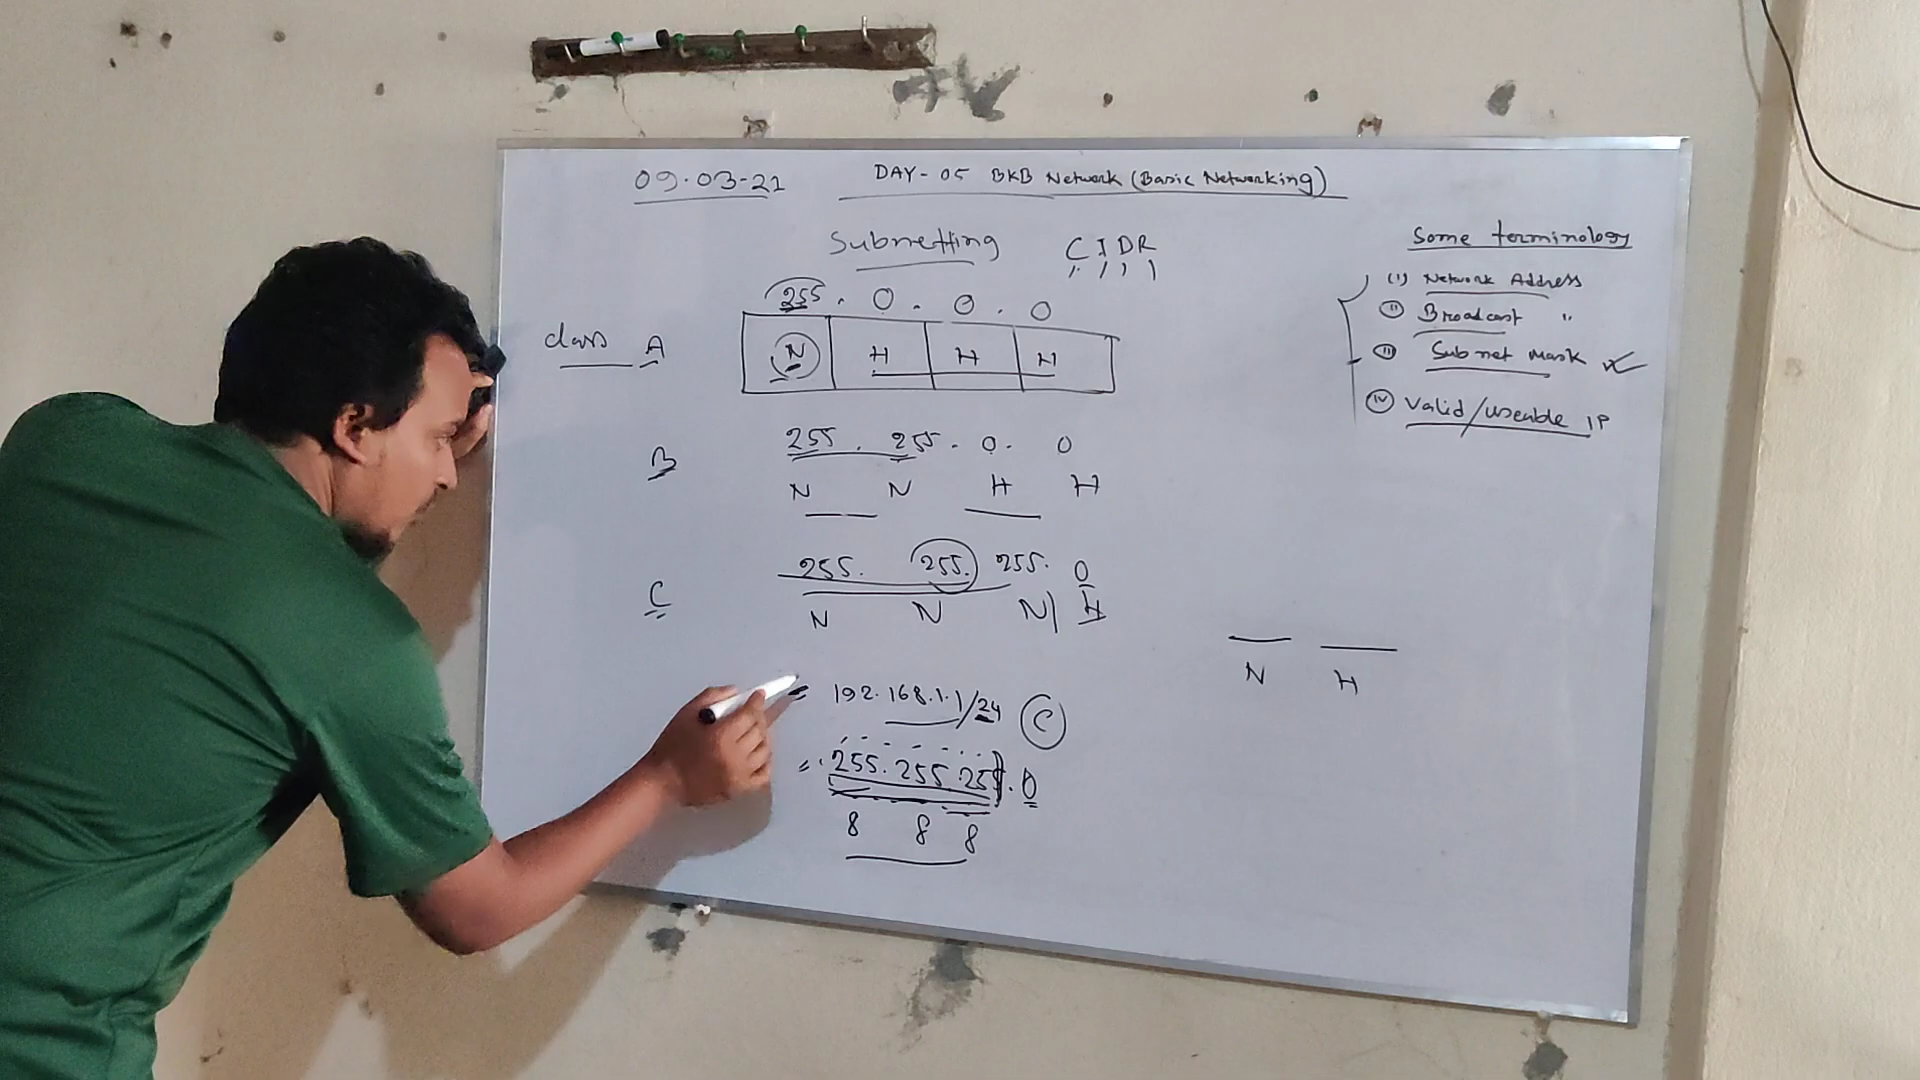 09.03-21
DAY-05 BKB Network (Basic Networking)
Subnetting CIDR
255. 0. 0. 0
class A
N H H H
B
255. 255. 0. 0
N N H H
C
255. 255. 255. 0
N N N H
= 192.168.1.1/24 C
= 255.255.255.0
8 8 8
Some terminology
(i) Network Address
(ii) Broadcast "
(iii) Subnet Mask
(iv) Valid/useable IP
N H